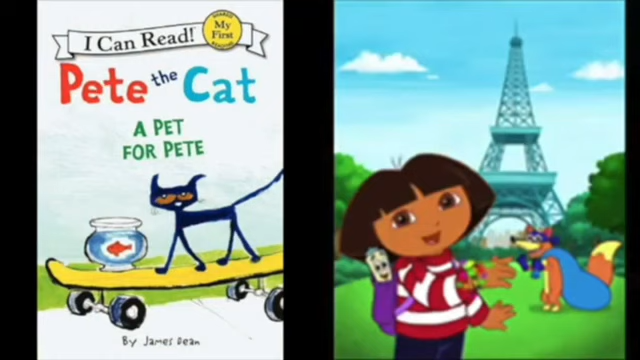 I Can Read!
My
First
Pete the Cat
A PET
FOR PETE
By James Dean